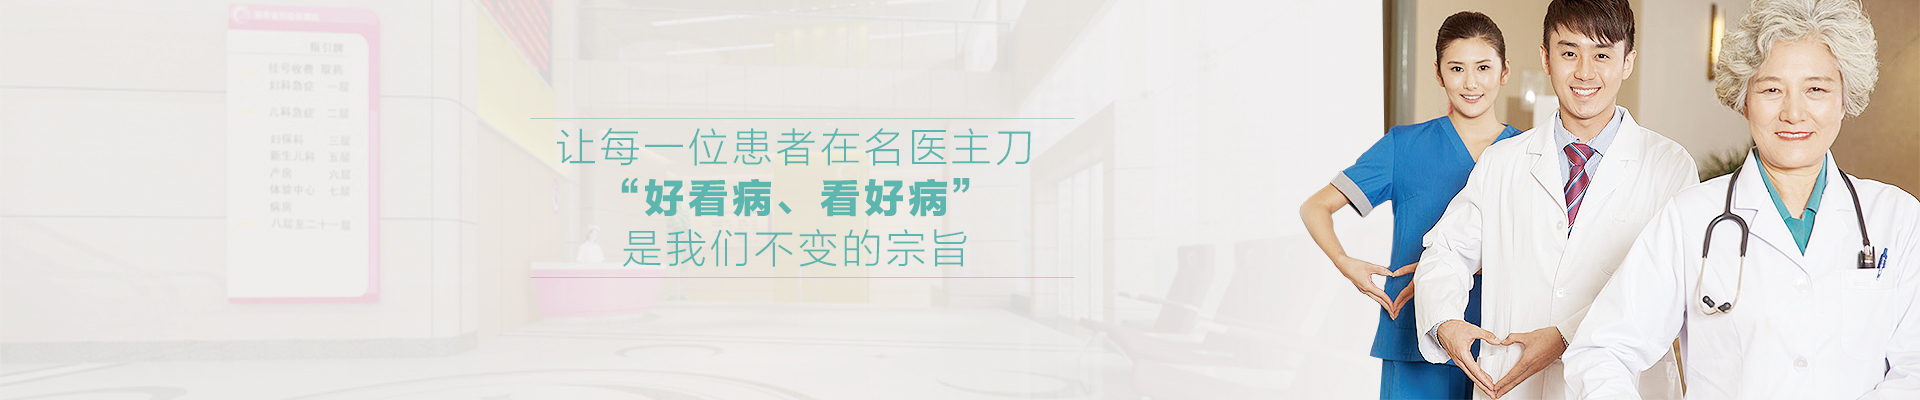 指引牌
挂号收费 取药
妇科急症 一层
儿科急症 二层
妇保科 三层
新生儿科 五层
产房 六层
体检中心 七层
病房
八层至二十一层
让每一位患者在名医主刀
“好看病、看好病”
是我们不变的宗旨